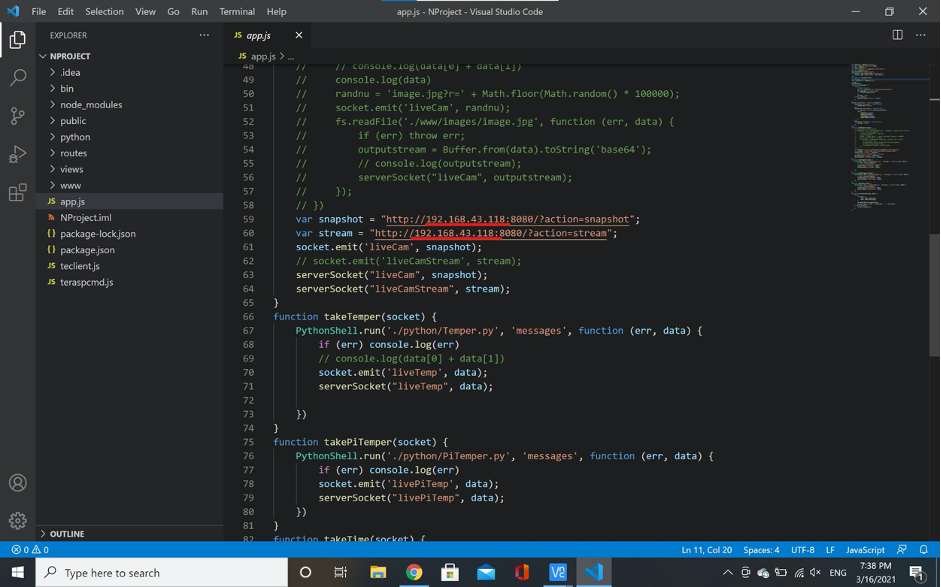 File Edit Selection View Go Run Terminal Help app.js - NProject - Visual Studio Code
EXPLORER ...
NPROJECT
.idea
bin
node_modules
public
python
routes
views
www
JS app.js
NProject.iml
{} package-lock.json
{} package.json
JS teclient.js
JS teraspcmd.js
OUTLINE
JS app.js
JS app.js > ...
48 // // console.log(data[0] + data[1])
49 // console.log(data)
50 // randnu = 'image.jpg?r=' + Math.floor(Math.random() * 100000);
51 // socket.emit('liveCam', randnu);
52 // fs.readFile('./www/images/image.jpg', function (err, data) {
53 // if (err) throw err;
54 // outputstream = Buffer.from(data).toString('base64');
55 // // console.log(outputstream);
56 // serverSocket("liveCam", outputstream);
57 // });
58 // })
59 var snapshot = "http://192.168.43.118:8080/?action=snapshot";
60 var stream = "http://192.168.43.118:8080/?action=stream";
61 socket.emit('liveCam', snapshot);
62 // socket.emit('liveCamStream', stream);
63 serverSocket("liveCam", snapshot);
64 serverSocket("liveCamStream", stream);
65 }
66 function takeTemper(socket) {
67 PythonShell.run('./python/Temper.py', 'messages', function (err, data) {
68 if (err) console.log(err)
69 // console.log(data[0] + data[1])
70 socket.emit('liveTemp', data);
71 serverSocket("liveTemp", data);
72
73 })
74 }
75 function takePiTemper(socket) {
76 PythonShell.run('./python/PiTemper.py', 'messages', function (err, data) {
77 if (err) console.log(err)
78 socket.emit('livePiTemp', data);
79 serverSocket("livePiTemp", data);
80 })
81 }
82 function takeTime(socket) {
0 0 Ln 11, Col 20 Spaces: 4 UTF-8 LF JavaScript
Type here to search
ENG
7:38 PM
3/16/2021
1